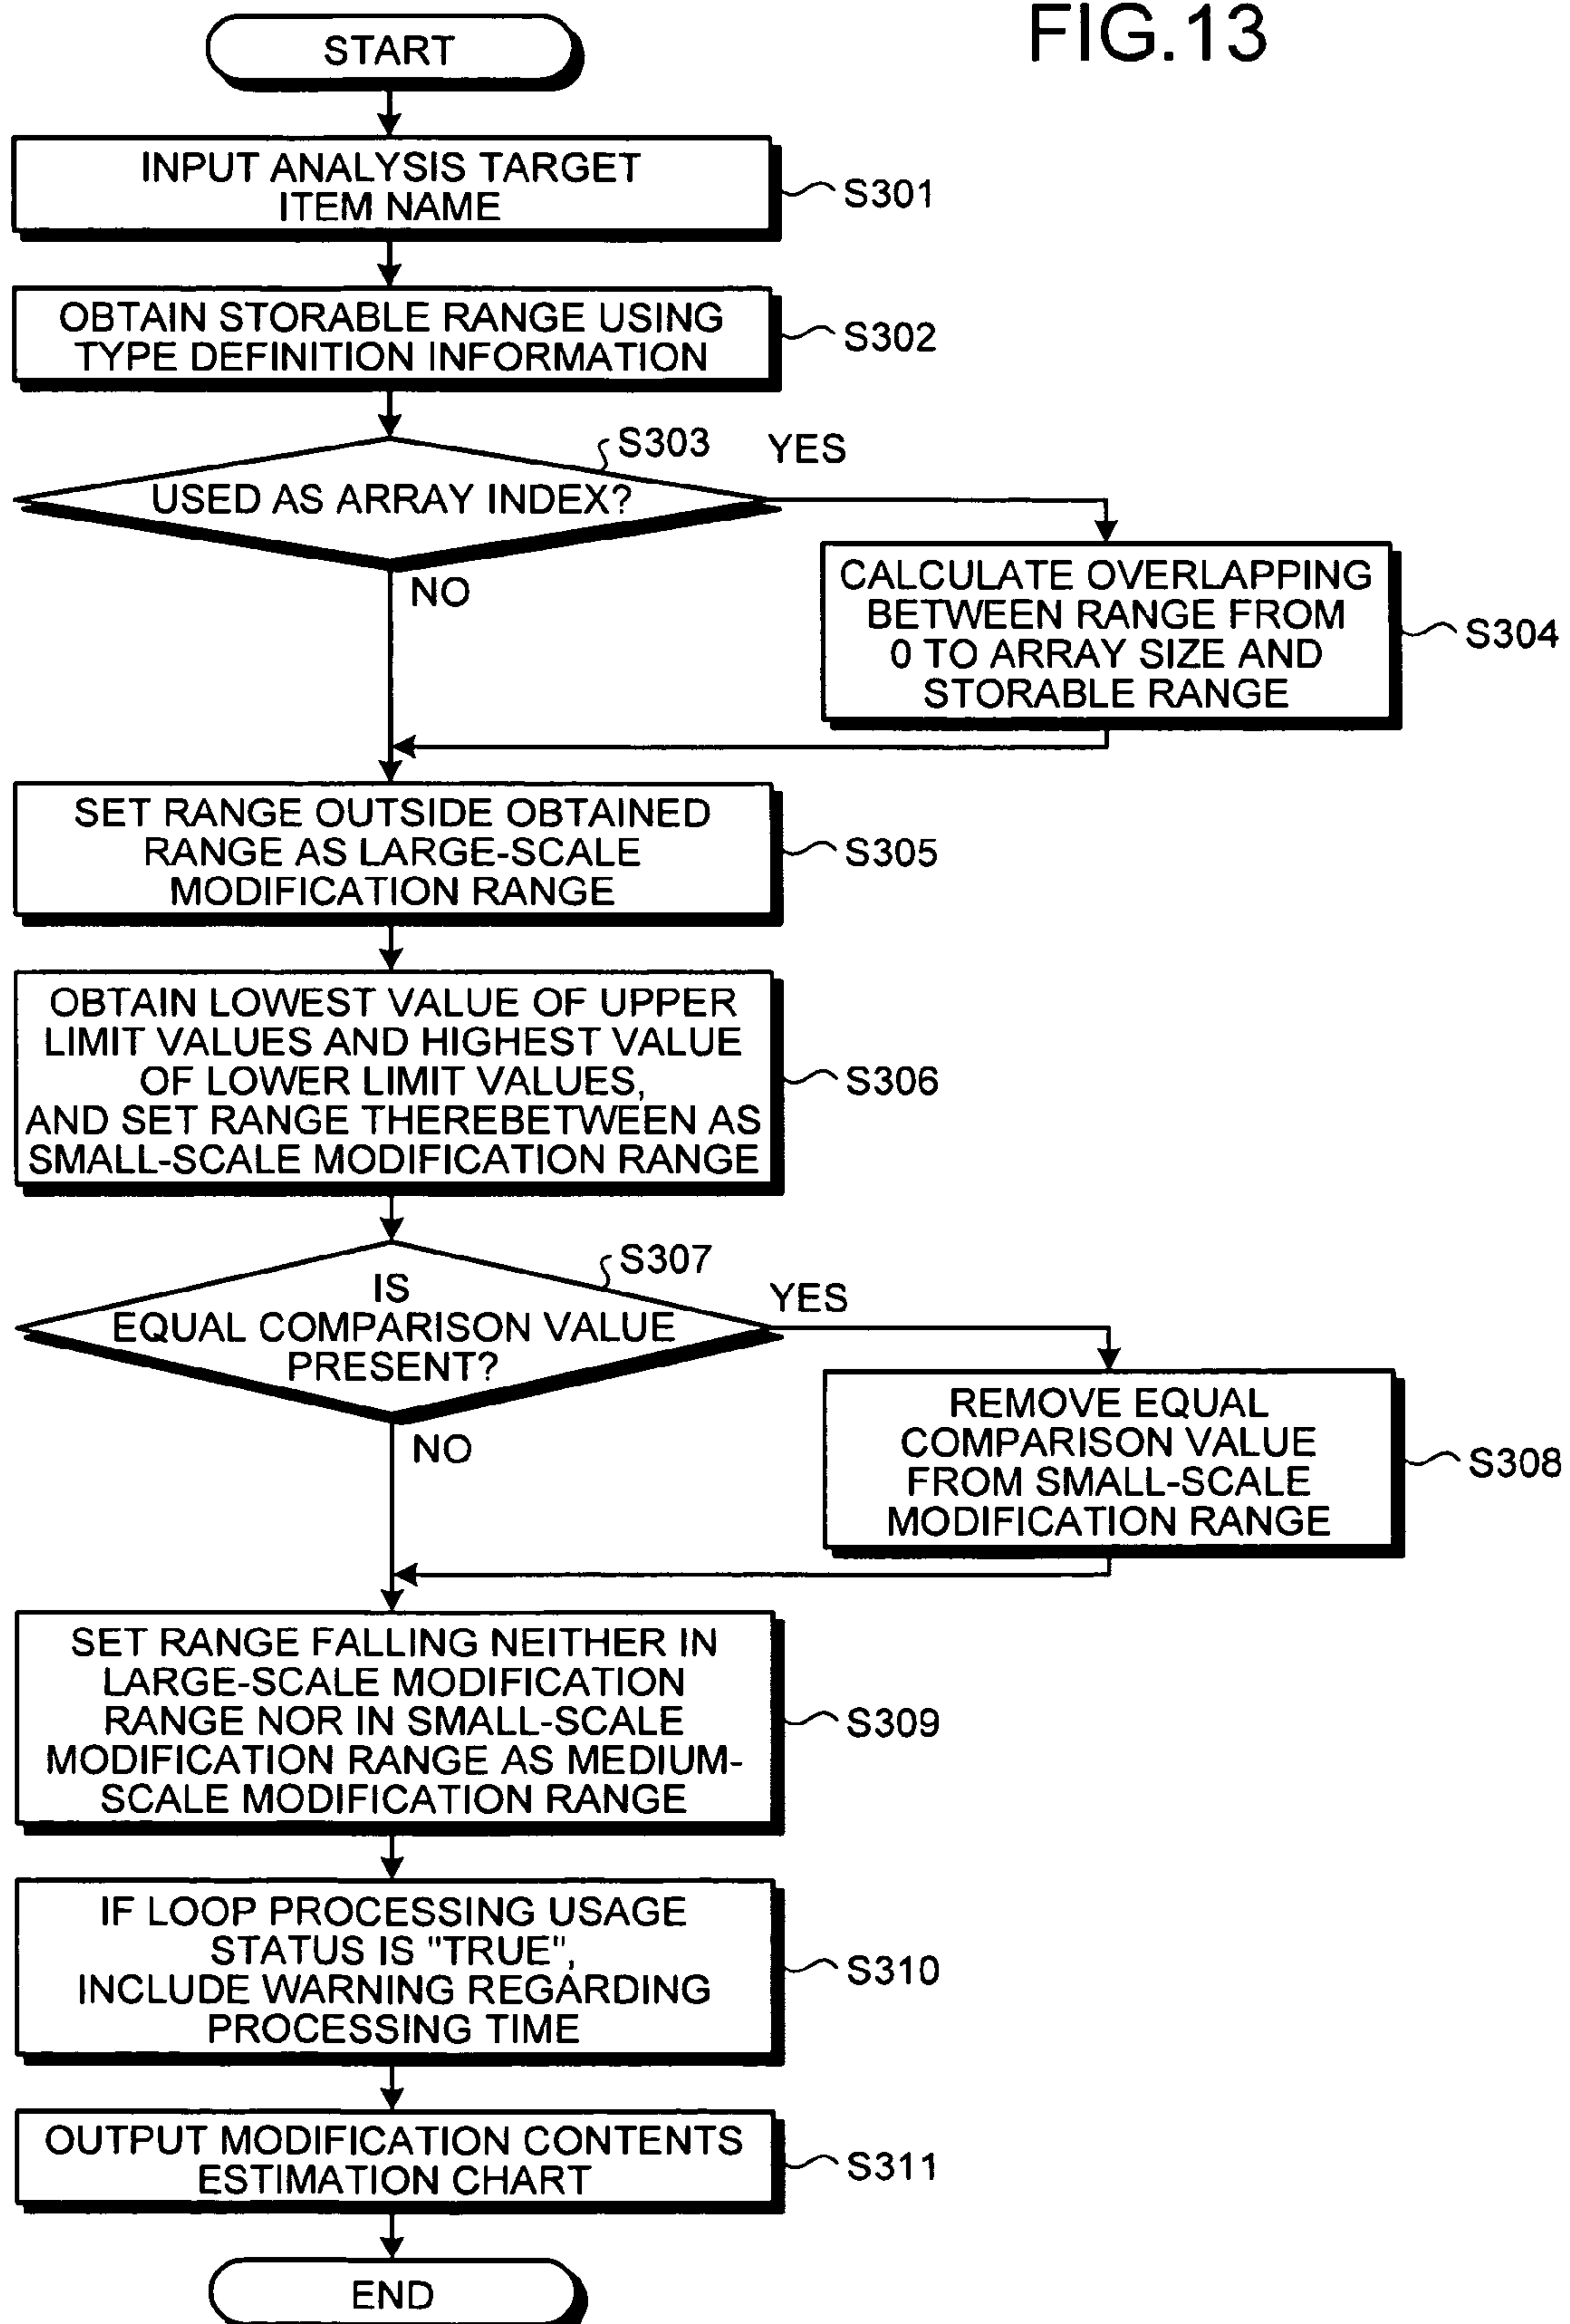 FIG.13
START
INPUT ANALYSIS TARGET
ITEM NAME
S301
OBTAIN STORABLE RANGE USING
TYPE DEFINITION INFORMATION
S302
S303
YES
USED AS ARRAY INDEX?
NO
CALCULATE OVERLAPPING
BETWEEN RANGE FROM
0 TO ARRAY SIZE AND
STORABLE RANGE
S304
SET RANGE OUTSIDE OBTAINED
RANGE AS LARGE-SCALE
MODIFICATION RANGE
S305
OBTAIN LOWEST VALUE OF UPPER
LIMIT VALUES AND HIGHEST VALUE
OF LOWER LIMIT VALUES,
AND SET RANGE THEREBETWEEN AS
SMALL-SCALE MODIFICATION RANGE
S306
S307
YES
IS
EQUAL COMPARISON VALUE
PRESENT?
NO
REMOVE EQUAL
COMPARISON VALUE
FROM SMALL-SCALE
MODIFICATION RANGE
S308
SET RANGE FALLING NEITHER IN
LARGE-SCALE MODIFICATION
RANGE NOR IN SMALL-SCALE
MODIFICATION RANGE AS MEDIUM-
SCALE MODIFICATION RANGE
S309
IF LOOP PROCESSING USAGE
STATUS IS "TRUE",
INCLUDE WARNING REGARDING
PROCESSING TIME
S310
OUTPUT MODIFICATION CONTENTS
ESTIMATION CHART
S311
END